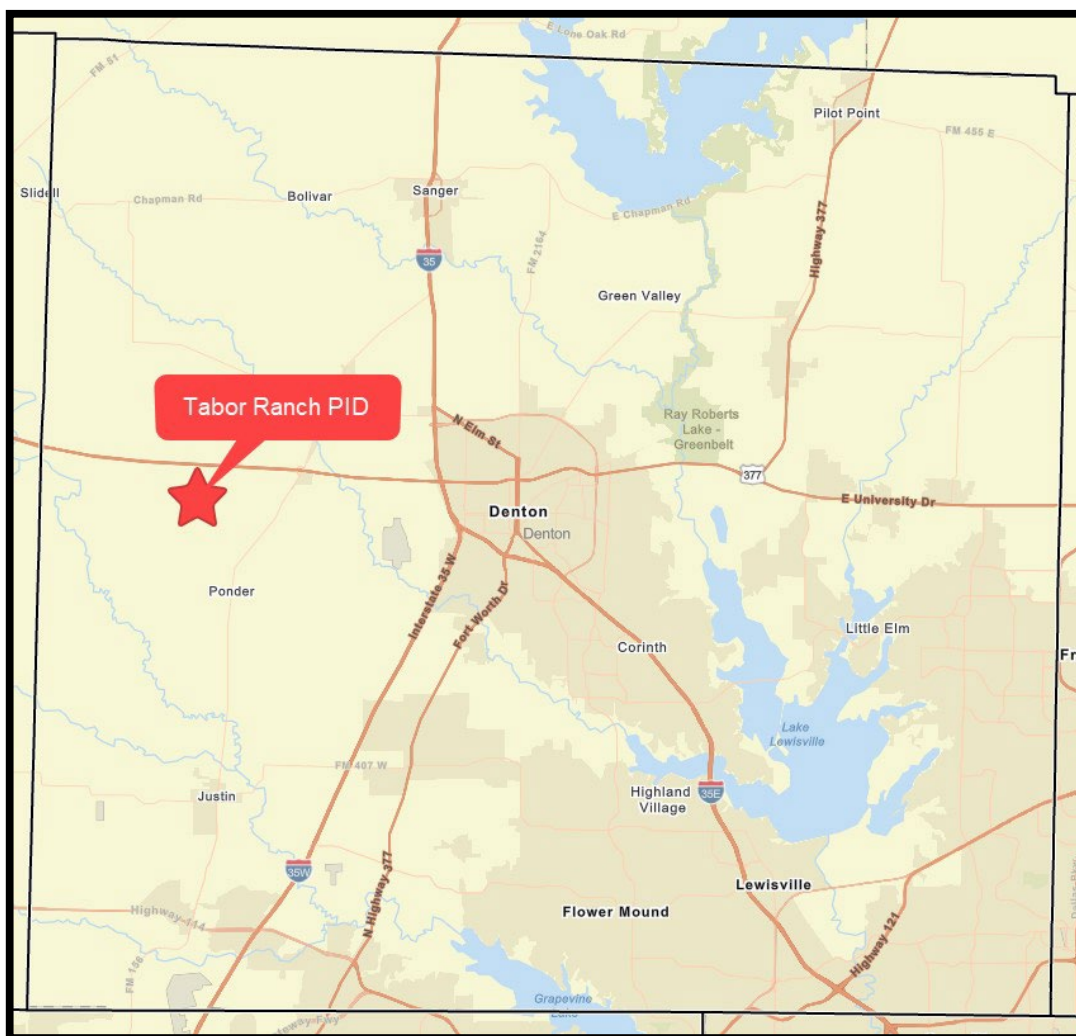 E Lone Oak Rd
FM 51
Pilot Point
FM 455 E
Slidell
Chapman Rd
Bolivar
Sanger
E Chapman Rd
Highway 377
FM 2164
35
Green Valley
Tabor Ranch PID
N Elm St
Ray Roberts
Lake -
Greenbelt
377
E University Dr
Denton
Denton
Ponder
Interstate 35 W
Fort Worth Dr
Corinth
Little Elm
Fr
Lake
Lewisville
FM 407 W
Justin
Highland
Village
35E
35W
N Highway 377
Lewisville
Flower Mound
Highway 114
Highway 121
Dallas Pkwy
FM 156
Grapevine
Lake